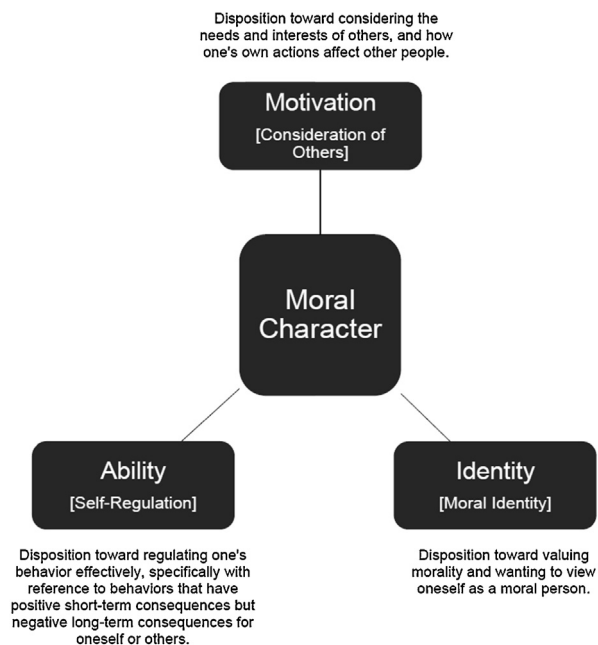 Disposition toward considering the
needs and interests of others, and how
one's own actions affect other people.
Motivation
[Consideration of
Others]
Moral
Character
Ability
[Self-Regulation]
Identity
[Moral Identity]
Disposition toward regulating one's
behavior effectively, specifically with
reference to behaviors that have
positive short-term consequences but
negative long-term consequences for
oneself or others.
Disposition toward valuing
morality and wanting to view
oneself as a moral person.